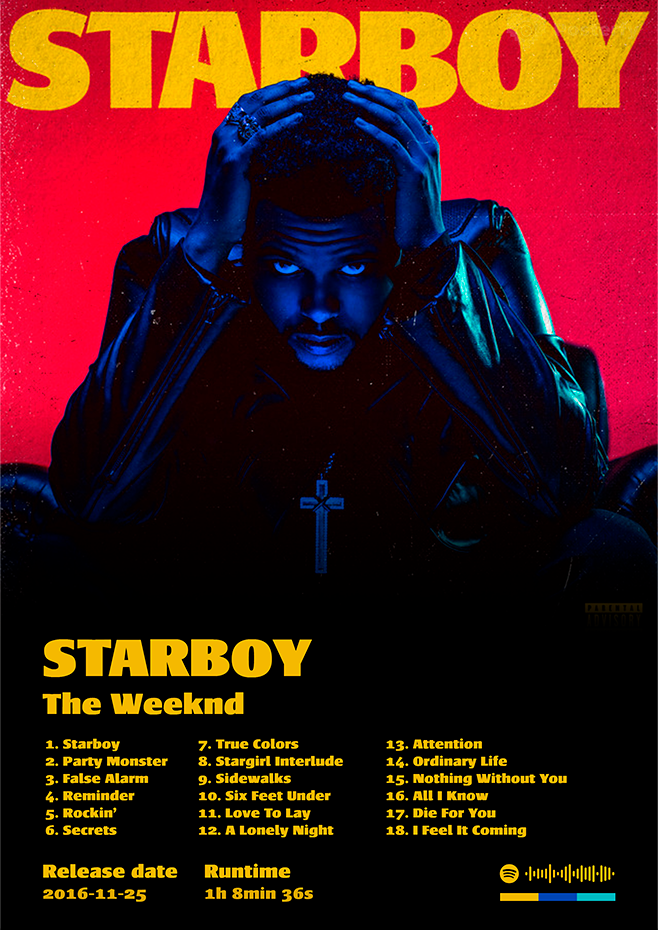 STARBOY
PARENTAL
ADVISORY
STARBOY
The Weeknd
1. Starboy
2. Party Monster
3. False Alarm
4. Reminder
5. Rockin’
6. Secrets
7. True Colors
8. Stargirl Interlude
9. Sidewalks
10. Six Feet Under
11. Love To Lay
12. A Lonely Night
13. Attention
14. Ordinary Life
15. Nothing Without You
16. All I Know
17. Die For You
18. I Feel It Coming
Release date
2016-11-25
Runtime
1h 8min 36s